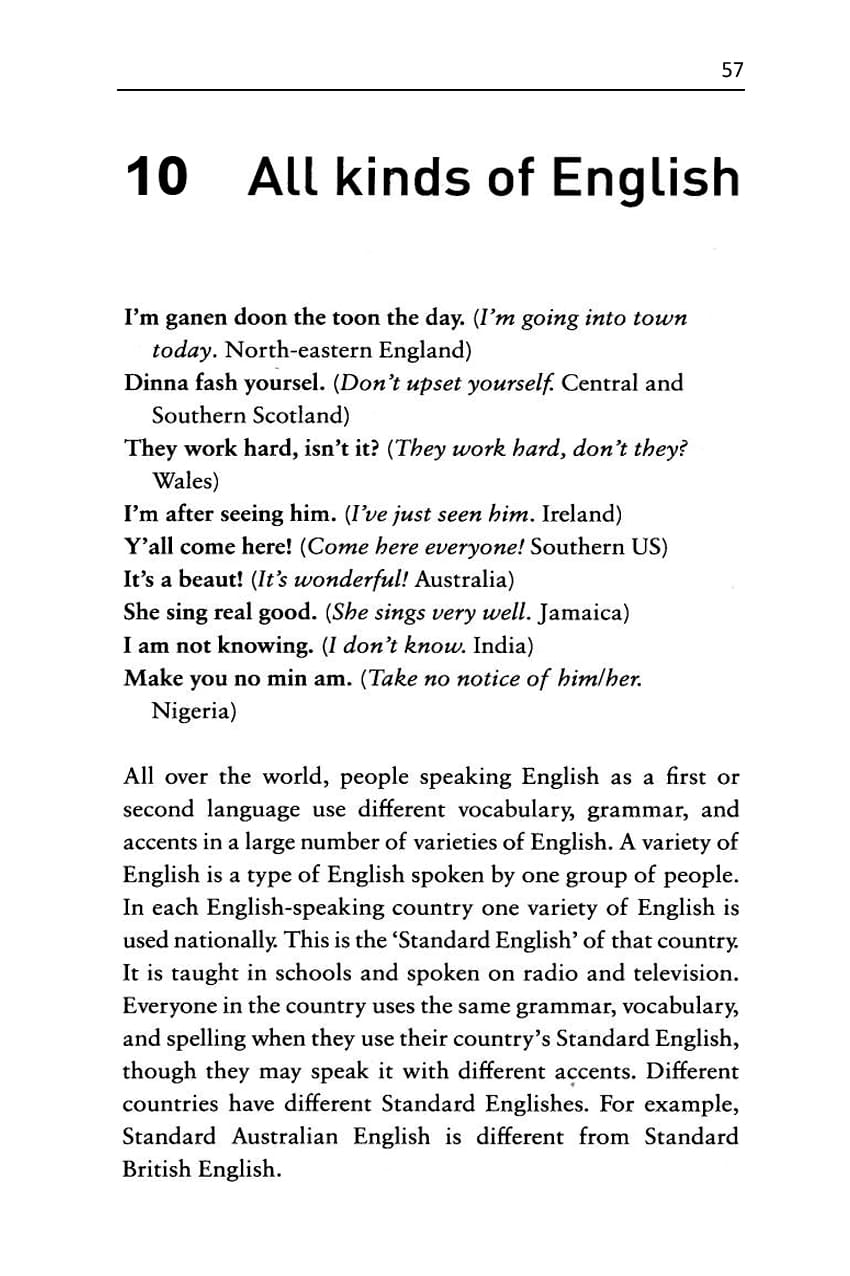 57
10 All kinds of English
I'm ganen doon the toon the day. (I'm going into town
today. North-eastern England)
Dinna fash yoursel. (Don't upset yourself. Central and
Southern Scotland)
They work hard, isn't it? (They work hard, don't they?
Wales)
I'm after seeing him. (I've just seen him. Ireland)
Y'all come here! (Come here everyone! Southern US)
It's a beaut! (It's wonderful! Australia)
She sing real good. (She sings very well. Jamaica)
I am not knowing. (I don't know. India)
Make you no min am. (Take no notice of him/her.
Nigeria)
All over the world, people speaking English as a first or
second language use different vocabulary, grammar, and
accents in a large number of varieties of English. A variety of
English is a type of English spoken by one group of people.
In each English-speaking country one variety of English is
used nationally. This is the ‘Standard English’ of that country.
It is taught in schools and spoken on radio and television.
Everyone in the country uses the same grammar, vocabulary,
and spelling when they use their country's Standard English,
though they may speak it with different accents. Different
countries have different Standard Englishes. For example,
Standard Australian English is different from Standard
British English.